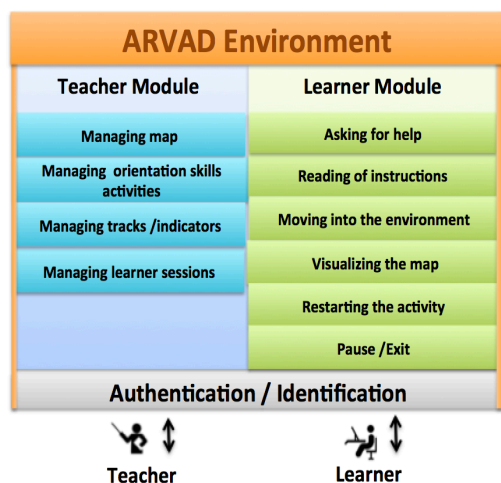 ARVAD Environment
Teacher Module
Managing map
Managing orientation skills
activities
Managing tracks /indicators
Managing learner sessions
Learner Module
Asking for help
Reading of instructions
Moving into the environment
Visualizing the map
Restarting the activity
Pause /Exit
Authentication / Identification
Teacher
Learner